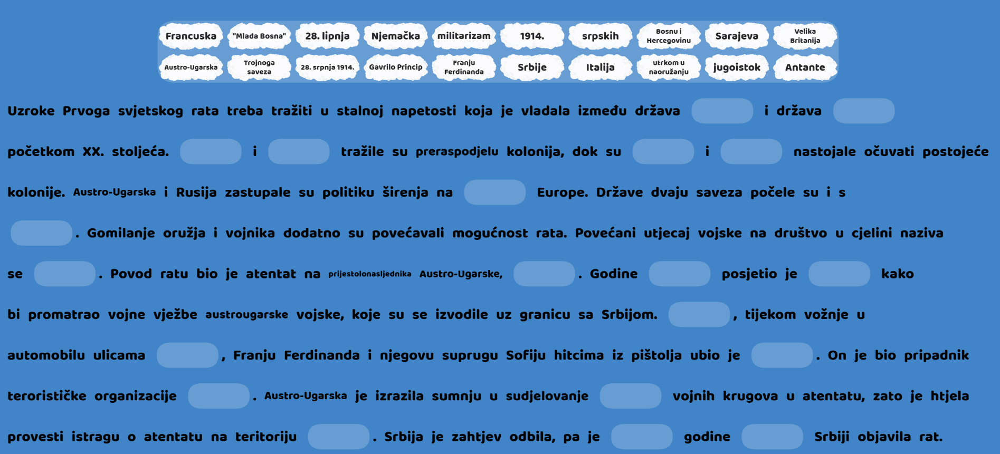 Francuska "Mlada Bosna" 28. lipnja Njemačka militarizam 1914. srpskih Bosnu i Hercegovinu Sarajeva Velika Britanija
Austro-Ugarska Trojnoga saveza 28. srpnja 1914. Gavrilo Princip Franju Ferdinanda Srbije Italija utrkom u naoružanju jugoistok Antante
Uzroke Prvoga svjetskog rata treba tražiti u stalnoj napetosti koja je vladala između država i država
početkom XX. stoljeća. i tražile su preraspodjelu kolonija, dok su i nastojale očuvati postojeće
kolonije. Austro-Ugarska i Rusija zastupale su politiku širenja na Europe. Države dvaju saveza počele su i s
. Gomilanje oružja i vojnika dodatno su povećavali mogućnost rata. Povećani utjecaj vojske na društvo u cjelini naziva
se . Povod ratu bio je atentat na prijestolonasljednika Austro-Ugarske, . Godine posjetio je kako
bi promatrao vojne vježbe austrougarske vojske, koje su se izvodile uz granicu sa Srbijom. , tijekom vožnje u
automobilu ulicama , Franju Ferdinanda i njegovu suprugu Sofiju hitcima iz pištolja ubio je . On je bio pripadnik
terorističke organizacije . Austro-Ugarska je izrazila sumnju u sudjelovanje vojnih krugova u atentatu, zato je htjela
provesti istragu o atentatu na teritoriju . Srbija je zahtjev odbila, pa je godine Srbiji objavila rat.